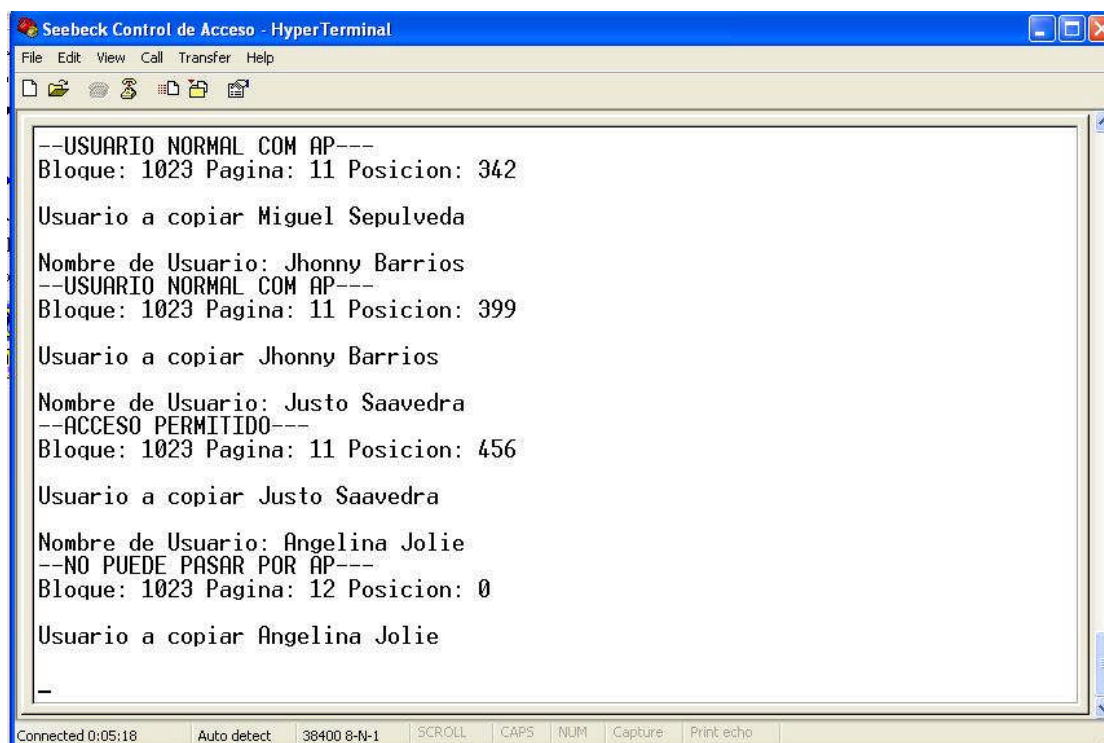 Seebeck Control de Acceso - HyperTerminal
File Edit View Call Transfer Help
--USUARIO NORMAL COM AP---
Bloque: 1023 Pagina: 11 Posicion: 342
Usuario a copiar Miguel Sepulveda
Nombre de Usuario: Jhonny Barrios
--USUARIO NORMAL COM AP---
Bloque: 1023 Pagina: 11 Posicion: 399
Usuario a copiar Jhonny Barrios
Nombre de Usuario: Justo Saavedra
--ACCESO PERMITIDO---
Bloque: 1023 Pagina: 11 Posicion: 456
Usuario a copiar Justo Saavedra
Nombre de Usuario: Angelina Jolie
--NO PUEDE PASAR POR AP---
Bloque: 1023 Pagina: 12 Posicion: 0
Usuario a copiar Angelina Jolie
Connected 0:05:18 Auto detect 38400 8-N-1 SCROLL CAPS NUM Capture Print echo